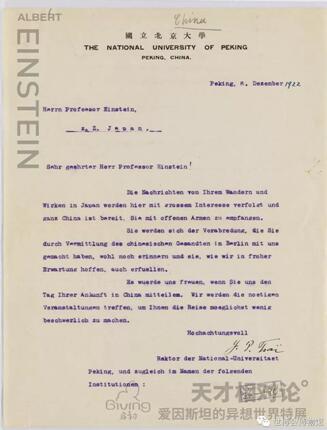 China
ALBERT
EINSTEIN
國立北京大學
THE NATIONAL UNIVERSITY OF PEKING
PEKING, CHINA.
Peking, 8. Dezember 1922
Herrn Professor Einstein,
z.Z. Japan.
Sehr geehrter Herr Professor Einstein!
Die Nachrichten von Ihrem Wandern und
Wirken in Japan werden hier mit grossem Interesse verfolgt und
ganz China ist bereit, Sie mit offenen Armen zu empfangen.
Sie werden sich der Verabredung, die Sie
durch Vermittlung des chinesischen Gesandten in Berlin mit uns
gemacht haben, wohl noch erinnern und sie, wie wir in froher
Erwartung hoffen, auch erfuellen.
Es wuerde uns freuen, wenn Sie uns den
Tag Ihrer Ankunft in China mitteilen. Wir werden die noetigen
Veranstaltungen treffen, um Ihnen die Reise moeglichst wenig
beschwerlich zu machen.
Hochachtungsvoll
Rektor der National-Universitaet
Peking, und zugleich im Namen der folgenden
Institutionen :
天才相对论
爱因斯坦的异想世界特展